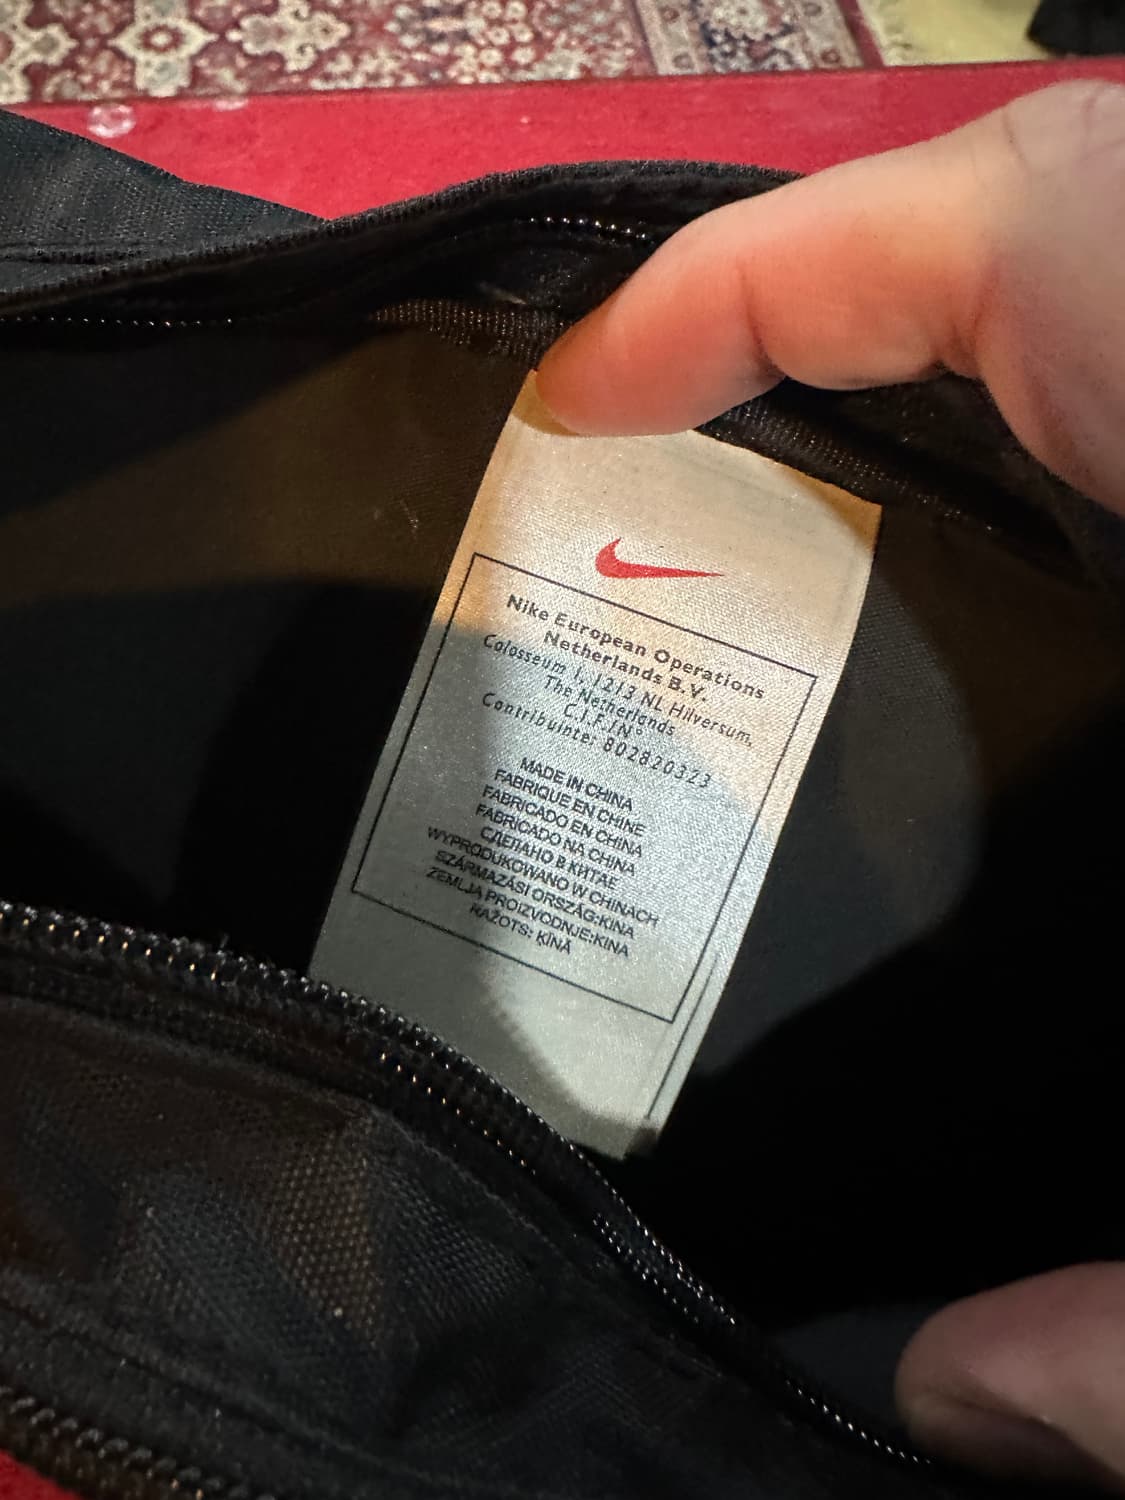 Nike European Operations
Netherlands B.V.
Colosseum 1, 1213 NL Hilversum,
The Netherlands
C.I.F./N°
Contribuinte: 802820323
MADE IN CHINA
FABRIQUE EN CHINE
FABRICADO EN CHINA
FABRICADO NA CHINA
СДЕЛАНО В КИТАЕ
WYPRODUKOWANO W CHINACH
SZÁRMAZÁSI ORSZÁG:KINA
ZEMLJA PROIZVODNJE:KINA
RAŽOTS: ĶĪNĀ